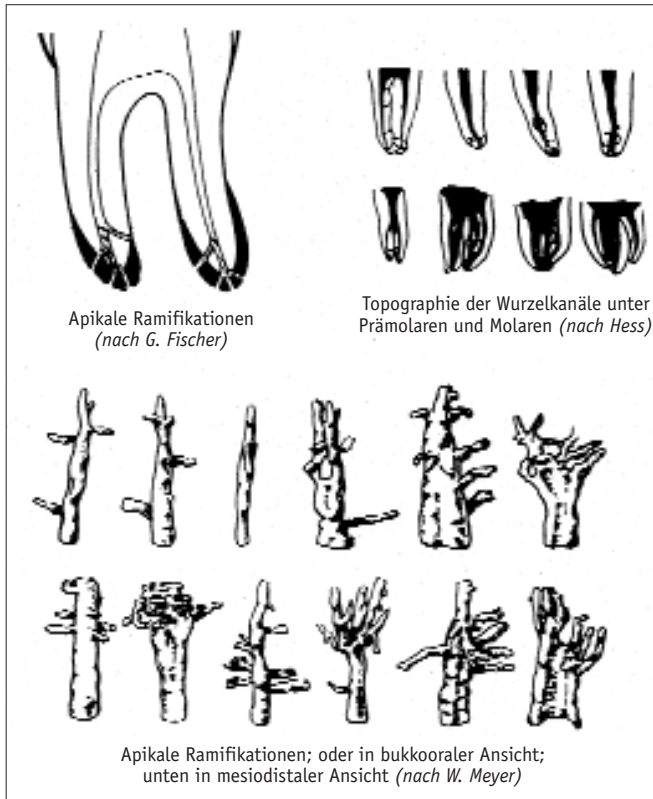 Apikale Ramifikationen
(nach G. Fischer)
Topographie der Wurzelkanäle unter
Prämolaren und Molaren (nach Hess)
Apikale Ramifikationen; oder in bukkooraler Ansicht;
unten in mesiodistaler Ansicht (nach W. Meyer)